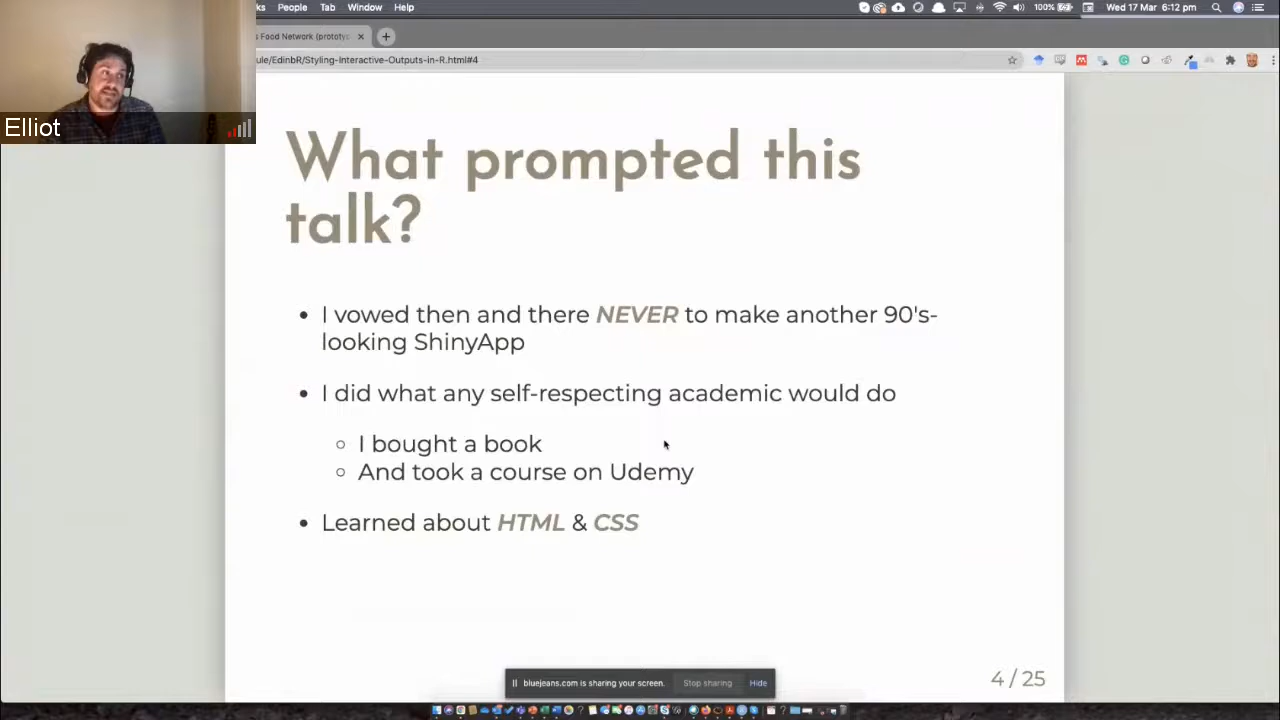 ks People Tab Window Help 100% Wed 17 Mar 6:12 pm
s Food Network (prototyp
ule/EdinbR/Styling-Interactive-Outputs-in-R.html#4
Elliot
What prompted this
talk?
• I vowed then and there NEVER to make another 90's-
looking ShinyApp
• I did what any self-respecting academic would do
○ I bought a book
○ And took a course on Udemy
• Learned about HTML & CSS
bluejeans.com is sharing your screen. Stop sharing Hide
4 / 25